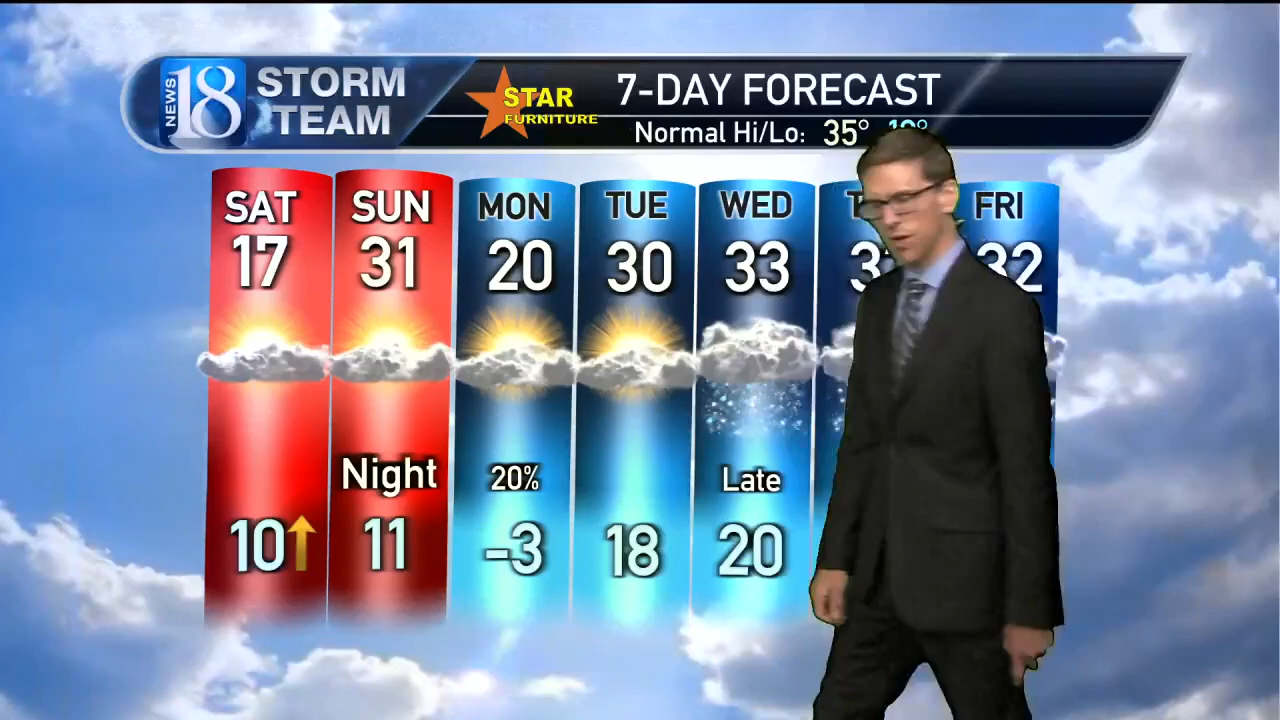 NEWS 18 STORM TEAM
STAR FURNITURE
7-DAY FORECAST
Normal Hi/Lo: 35°
SAT SUN MON TUE WED FRI
17 31 20 30 33 32
Night 20% Late
10 11 -3 18 20